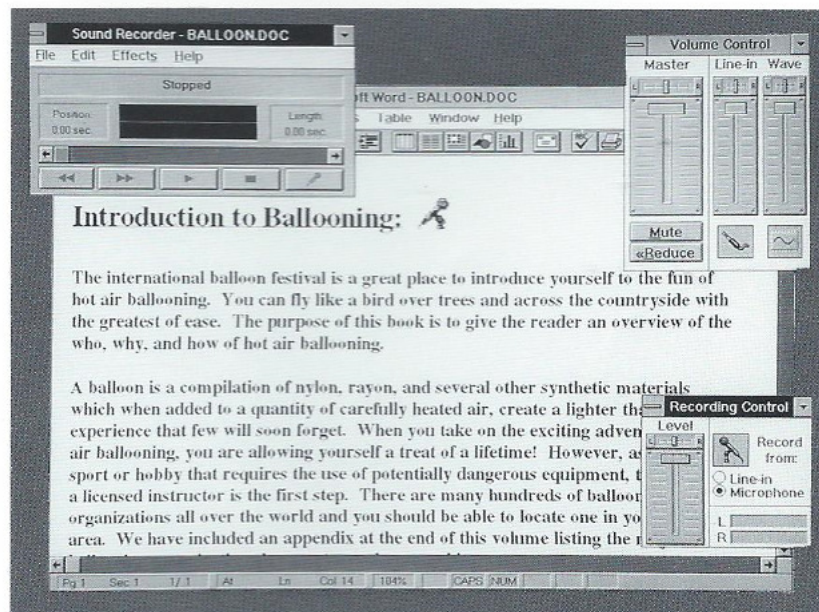 Sound Recorder - BALLOON.DOC
File Edit Effects Help
Stopped
Position:
0.00 sec.
Length:
0.00 sec.
Volume Control
Master
Line-in Wave
L R
L R
L R
Mute
«Reduce
oft Word - BALLOON.DOC
s Table Window Help
Introduction to Ballooning:
The international balloon festival is a great place to introduce yourself to the fun of
hot air ballooning. You can fly like a bird over trees and across the countryside with
the greatest of ease. The purpose of this book is to give the reader an overview of the
who, why, and how of hot air ballooning.
A balloon is a compilation of nylon, rayon, and several other synthetic materials
which when added to a quantity of carefully heated air, create a lighter tha
experience that few will soon forget. When you take on the exciting adven
air ballooning, you are allowing yourself a treat of a lifetime! However, as
sport or hobby that requires the use of potentially dangerous equipment, t
a licensed instructor is the first step. There are many hundreds of balloon
organizations all over the world and you should be able to locate one in yo
area. We have included an appendix at the end of this volume listing the
Recording Control
Level
L R
Record
from:
Line-in
Microphone
L
R
Pg 1 Sec 1 1/1 At Ln Col 14 104% CAPS NUM